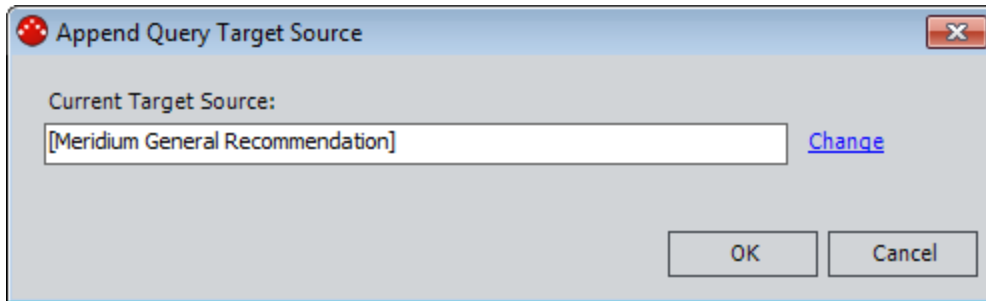 Append Query Target Source
Current Target Source:
[Meridium General Recommendation]
Change
OK
Cancel